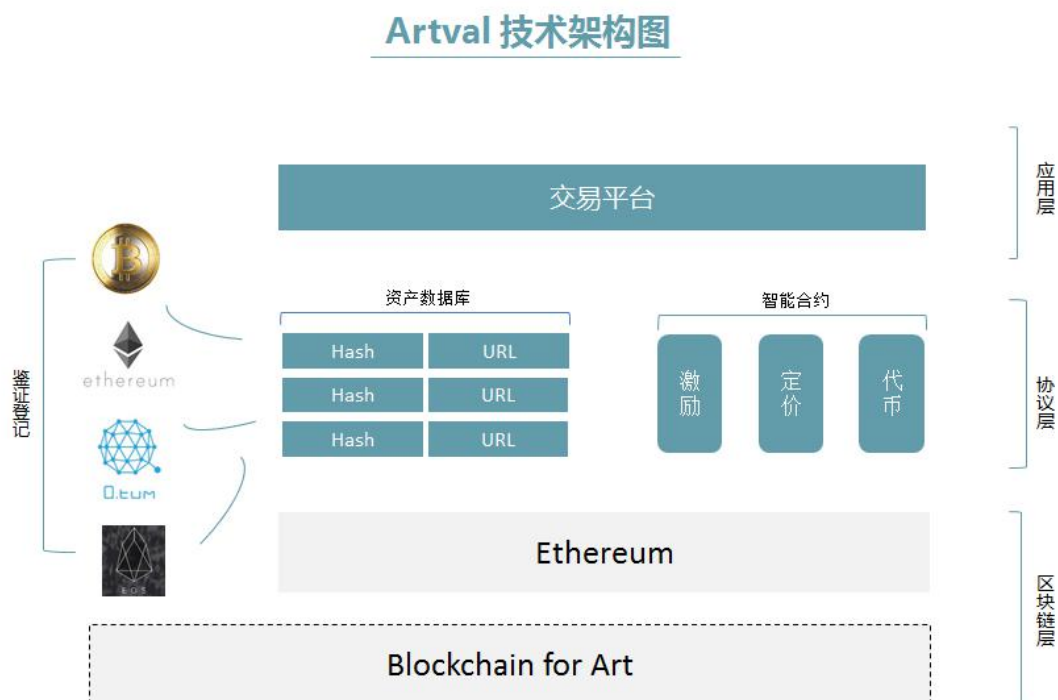 Artval 技术架构图
交易平台
应用层
资产数据库
智能合约
Hash URL
Hash URL
Hash URL
激励
定价
代币
协议层
鉴证登记
B
ethereum
Qtum
EOS
Ethereum
Blockchain for Art
区块链层